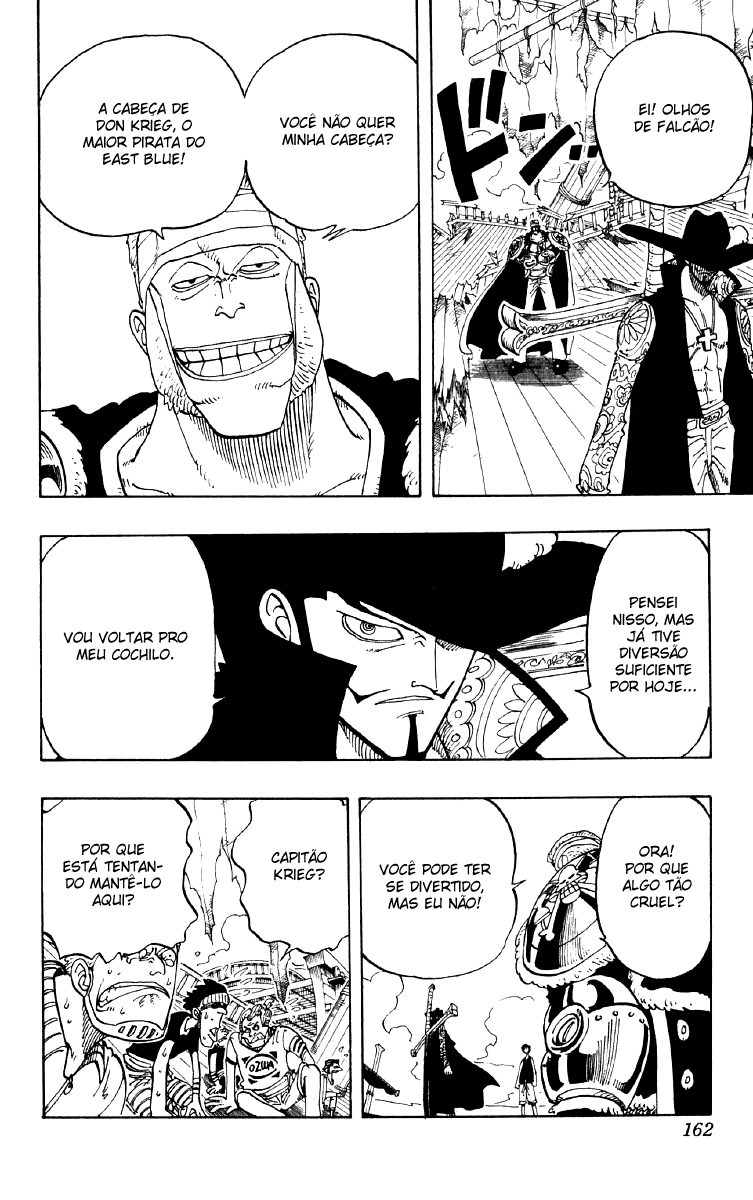 EI! OLHOS
DE FALCÃO!
ドーン
VOCÊ NÃO QUER
MINHA CABEÇA?
A CABEÇA DE
DON KRIEG, O
MAIOR PIRATA DO
EAST BLUE!
PENSEI
NISSO, MAS
JÁ TIVE
DIVERSÃO
SUFICIENTE
POR HOJE...
VOU VOLTAR PRO
MEU COCHILO.
ORA!
POR QUE
ALGO TÃO
CRUEL?
VOCÊ PODE TER
SE DIVERTIDO,
MAS EU NÃO!
CAPITÃO
KRIEG?
POR QUE
ESTÁ TENTAN-
DO MANTÊ-LO
AQUI?
OZUM
162